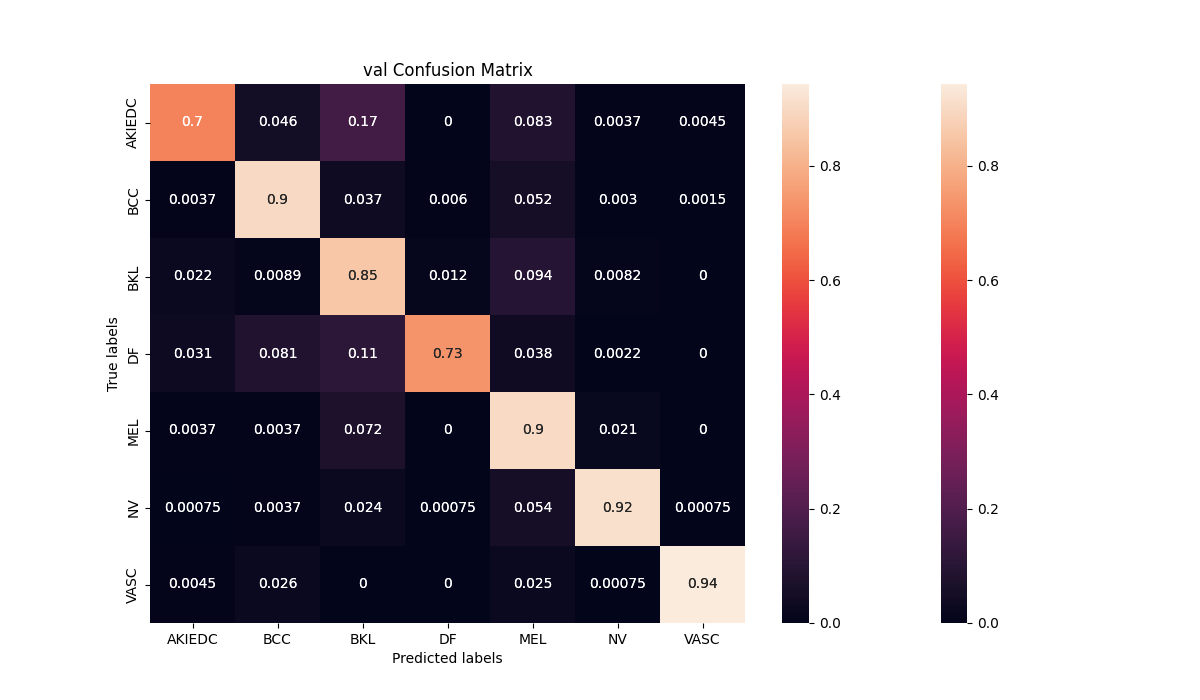 val Confusion Matrix
AKIEDC 0.7 0.046 0.17 0 0.083 0.0037 0.0045
BCC 0.0037 0.9 0.037 0.006 0.052 0.003 0.0015
BKL 0.022 0.0089 0.85 0.012 0.094 0.0082 0
DF 0.031 0.081 0.11 0.73 0.038 0.0022 0
MEL 0.0037 0.0037 0.072 0 0.9 0.021 0
NV 0.00075 0.0037 0.024 0.00075 0.054 0.92 0.00075
VASC 0.0045 0.026 0 0 0.025 0.00075 0.94
True labels
AKIEDC BCC BKL DF MEL NV VASC
Predicted labels
0.8
0.6
0.4
0.2
0.0
0.8
0.6
0.4
0.2
0.0